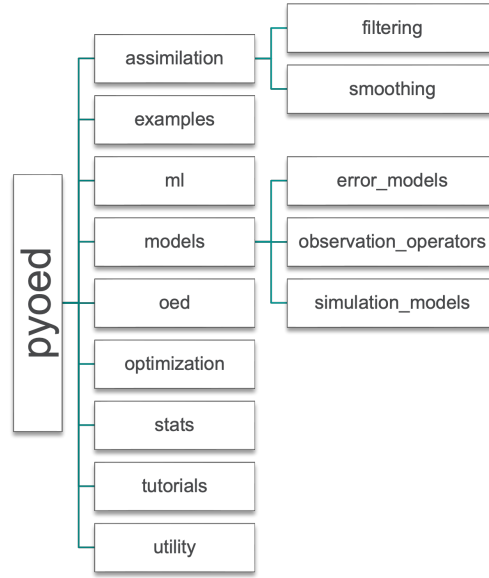 pyoed
assimilation
filtering
smoothing
examples
ml
models
error_models
observation_operators
simulation_models
oed
optimization
stats
tutorials
utility